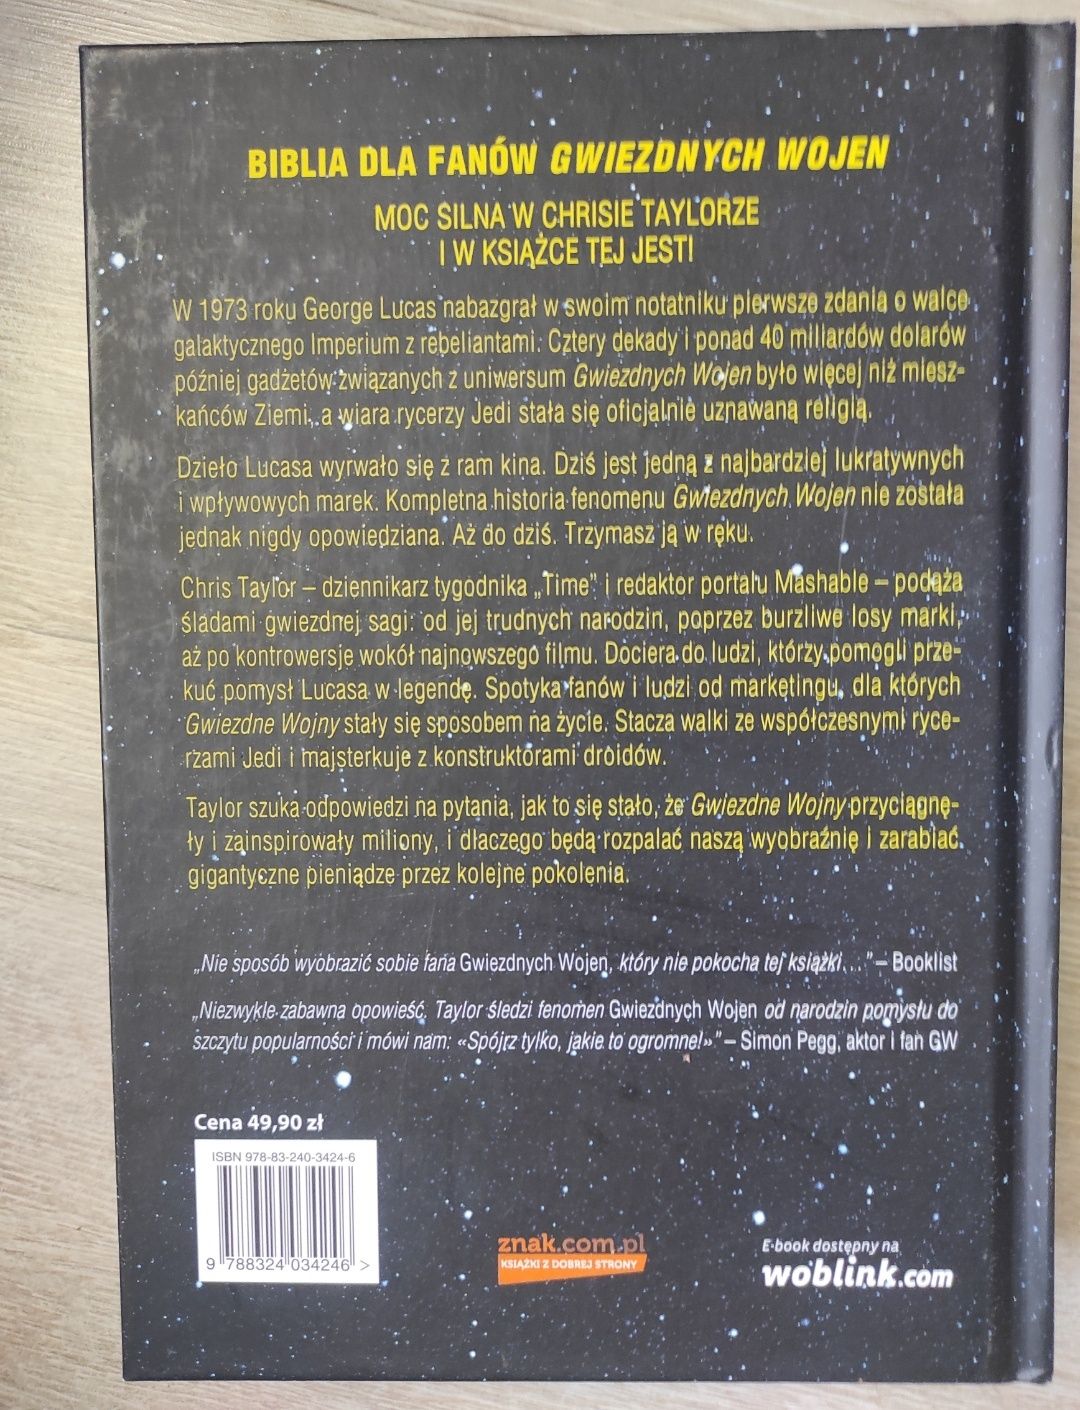 BIBLIA DLA FANÓW GWIEZDNYCH WOJEN
MOC SILNA W CHRISIE TAYLORZE
I W KSIĄŻCE TEJ JEST!
W 1973 roku George Lucas nabazgrał w swoim notatniku pierwsze zdania o walce
galaktycznego Imperium z rebeliantami. Cztery dekady i ponad 40 miliardów dolarów
później gadżetów związanych z uniwersum Gwiezdnych Wojen było więcej niż miesz-
kańców Ziemi, a wiara rycerzy Jedi stała się oficjalnie uznawaną religią.
Dzieło Lucasa wyrwało się z ram kina. Dziś jest jedną z najbardziej lukratywnych
i wpływowych marek. Kompletna historia fenomenu Gwiezdnych Wojen nie została
jednak nigdy opowiedziana. Aż do dziś. Trzymasz ją w ręku.
Chris Taylor – dziennikarz tygodnika „Time” i redaktor portalu Mashable – podąża
śladami gwiezdnej sagi: od jej trudnych narodzin, poprzez burzliwe losy marki,
aż po kontrowersje wokół najnowszego filmu. Dociera do ludzi, którzy pomogli prze-
kuć pomysł Lucasa w legendę. Spotyka fanów i ludzi od marketingu, dla których
Gwiezdne Wojny stały się sposobem na życie. Stacza walki ze współczesnymi ryce-
rzami Jedi i majsterkuje z konstruktorami droidów.
Taylor szuka odpowiedzi na pytania, jak to się stało, że Gwiezdne Wojny przyciągnę-
ły i zainspirowały miliony, i dlaczego będą rozpalać naszą wyobraźnię i zarabiać
gigantyczne pieniądze przez kolejne pokolenia.
„Nie sposób wyobrazić sobie fana Gwiezdnych Wojen, który nie pokocha tej książki…” – Booklist
„Niezwykle zabawna opowieść. Taylor śledzi fenomen Gwiezdnych Wojen od narodzin pomysłu do
szczytu popularności i mówi nam: «Spójrz tylko, jakie to ogromne!».” – Simon Pegg, aktor i fan GW
Cena 49,90 zł
ISBN 978-83-240-3424-6
9 788324 034246 >
znak.com.pl
KSIĄŻKI Z DOBREJ STRONY
E-book dostępny na
woblink.com